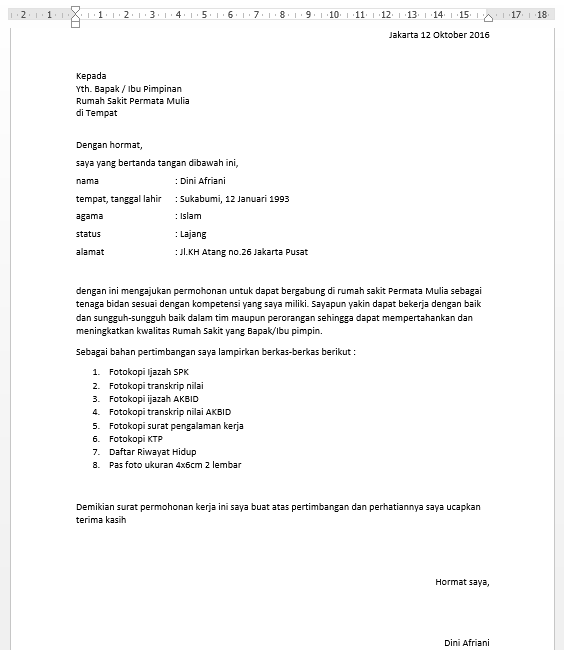 2 1 1 2 3 4 5 6 7 8 9 10 11 12 13 14 15 17 18
Jakarta 12 Oktober 2016
Kepada
Yth. Bapak / Ibu Pimpinan
Rumah Sakit Permata Mulia
di Tempat
Dengan hormat,
saya yang bertanda tangan dibawah ini,
nama : Dini Afriani
tempat, tanggal lahir : Sukabumi, 12 Januari 1993
agama : Islam
status : Lajang
alamat : Jl.KH Atang no.26 Jakarta Pusat
dengan ini mengajukan permohonan untuk dapat bergabung di rumah sakit Permata Mulia sebagai
tenaga bidan sesuai dengan kompetensi yang saya miliki. Sayapun yakin dapat bekerja dengan baik
dan sungguh-sungguh baik dalam tim maupun perorangan sehingga dapat mempertahankan dan
meningkatkan kwalitas Rumah Sakit yang Bapak/Ibu pimpin.
Sebagai bahan pertimbangan saya lampirkan berkas-berkas berikut :
1. Fotokopi Ijazah SPK
2. Fotokopi transkrip nilai
3. Fotokopi ijazah AKBID
4. Fotokopi transkrip nilai AKBID
5. Fotokopi surat pengalaman kerja
6. Fotokopi KTP
7. Daftar Riwayat Hidup
8. Pas foto ukuran 4x6cm 2 lembar
Demikian surat permohonan kerja ini saya buat atas pertimbangan dan perhatiannya saya ucapkan
terima kasih
Hormat saya,
Dini Afriani